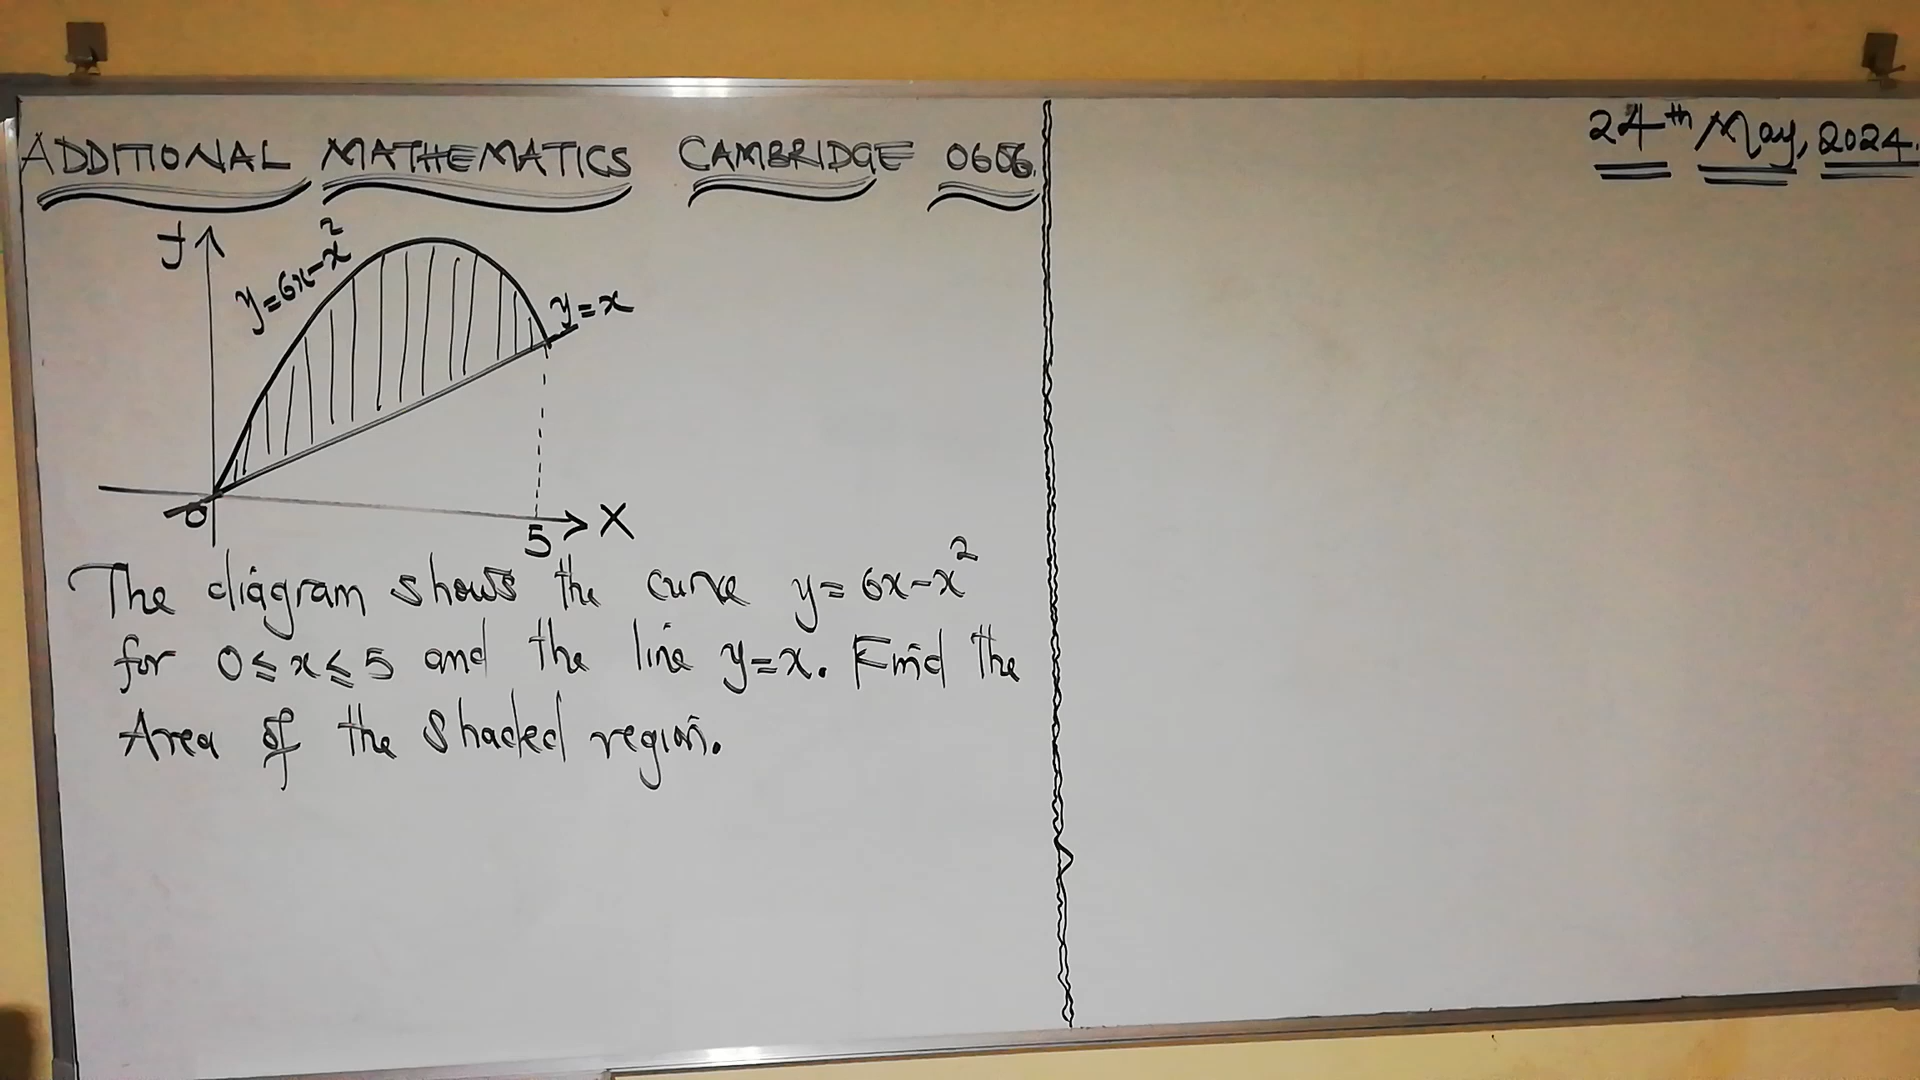 ADDITIONAL MATHEMATICS CAMBRIDGE 0606.
24th May, 2024.
y
y=6x-x²
y=x
0
5
X
The diagram shows the curve y=6x-x²
for 0≤x≤5 and the line y=x. Find the
Area of the shaded region.